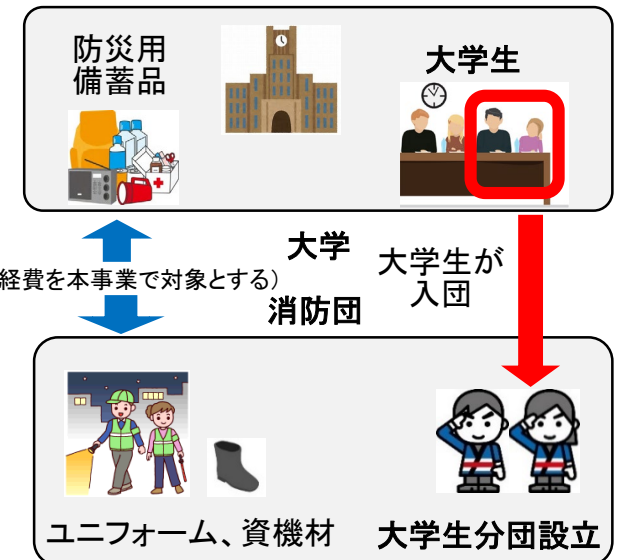 防災用
備蓄品
大学生
大学
経費を本事業で対象とする)
消防団
大学生が
入団
ユニフォーム、資機材
大学生分団設立